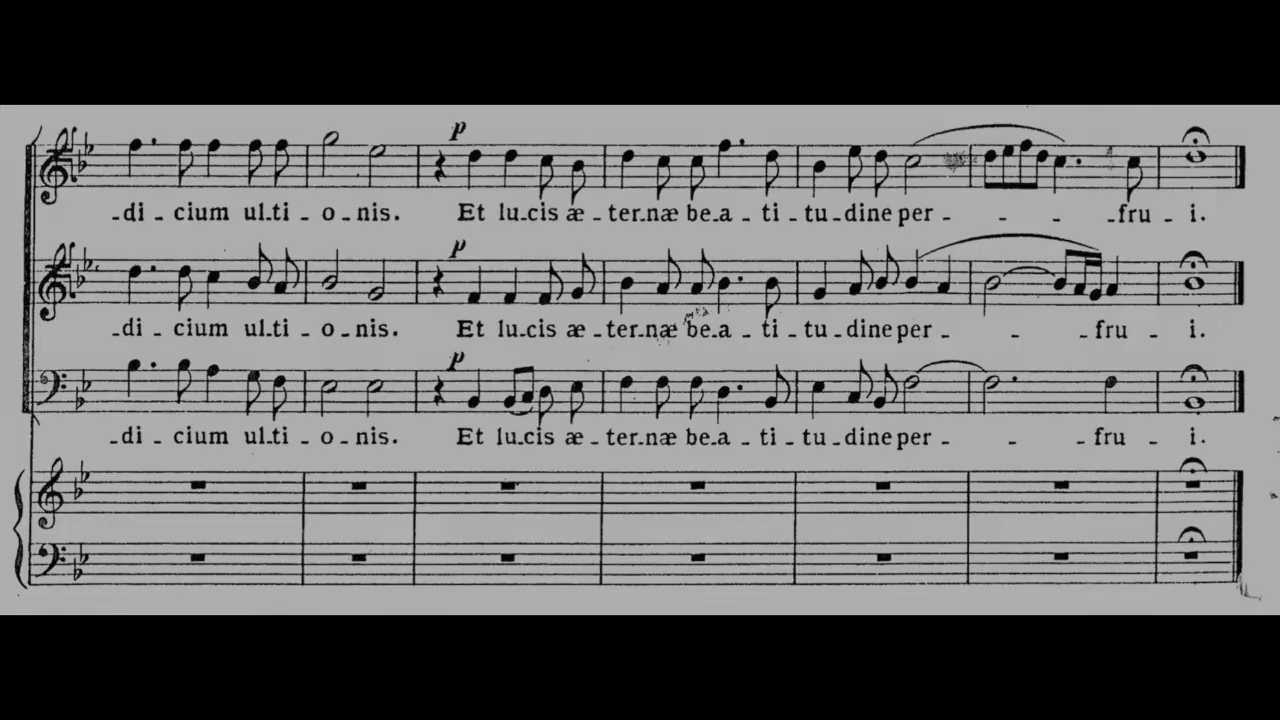 p
-di-cium ul-ti-o-nis. Et lu-cis æ-ter-næ be-a-ti-tu-dine per-fru-i.
p
-di-cium ul-ti-o-nis. Et lu-cis æ-ter-næ be-a-ti-tu-dine per-fru-i.
p
-di-cium ul-ti-o-nis. Et lu-cis æ-ter-næ be-a-ti-tu-dine per-fru-i.